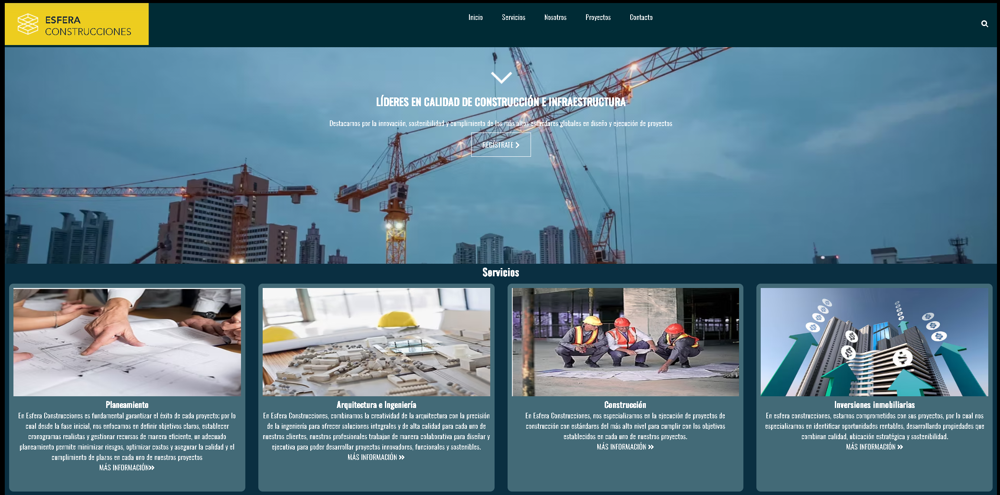 ESFERA
CONSTRUCCIONES
Inicio
Servicios
Nosotros
Proyectos
Contacto
LÍDERES EN CALIDAD DE CONSTRUCCIÓN E INFRAESTRUCTURA
Destacamos por la innovación, sostenibilidad y cumplimiento de los más altos estándares globales en diseño y ejecución de proyectos
REGÍSTRATE
Servicios
Planeamiento
En Esfera Construcciones es fundamental garantizar el éxito de cada proyecto; por lo
cual desde la fase inicial, nos enfocamos en definir objetivos claros, establecer
cronogramas realistas y gestionar recursos de manera eficiente, un adecuado
planeamiento permite minimizar riesgos, optimizar costos y asegurar la calidad y el
cumplimiento de plazos en cada uno de nuestros proyectos
MÁS INFORMACIÓN
Arquitectura e Ingeniería
En Esfera Construcciones, combinamos la creatividad de la arquitectura con la precisión
de la ingeniería para ofrecer soluciones integrales y de alta calidad para cada uno de
nuestros clientes, nuestros profesionales trabajan de manera colaborativa para diseñar y
ejecutiva para poder desarrollar proyectos innovadores, funcionales y sostenibles.
MÁS INFORMACIÓN
Construcción
En Esfera Construcciones, nos especializamos en la ejecución de proyectos de
construcción con estándares del más alto nivel para cumplir con los objetivos
establecidos en cada uno de nuestros proyectos.
MÁS INFORMACIÓN
Inversiones inmobiliarias
En esfera construcciones, estamos comprometidos con sus proyectos, por lo cual nos
especializamos en identificar oportunidades rentables, desarrollando propiedades que
combinan calidad, ubicación estratégica y sostenibilidad.
MÁS INFORMACIÓN